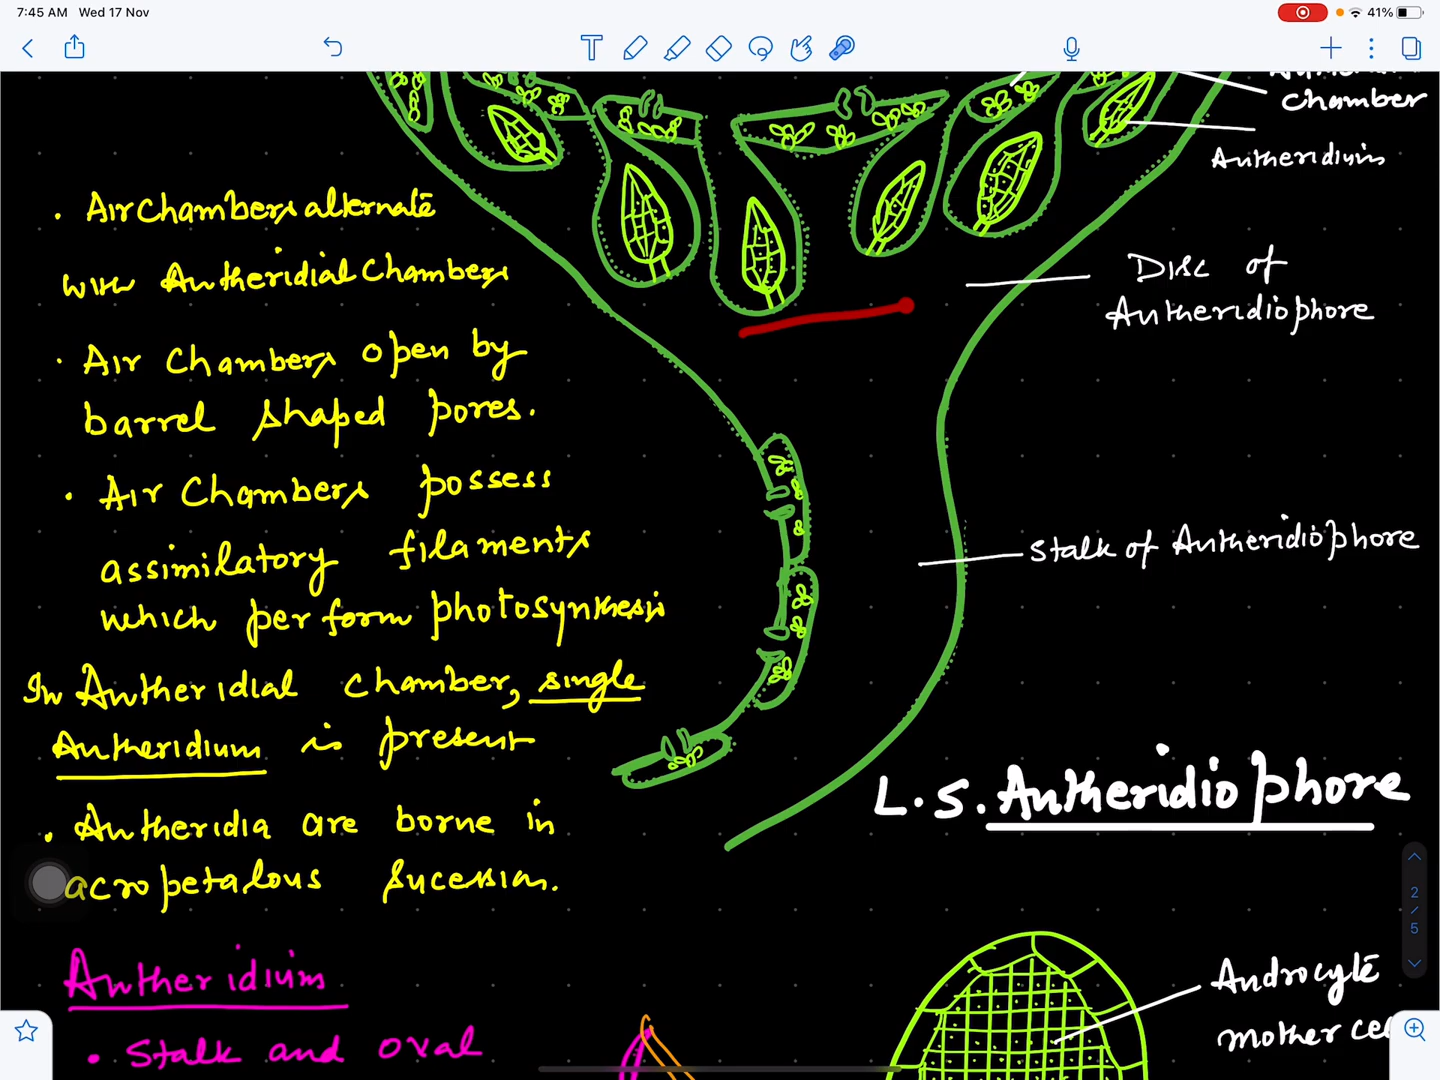 7:45 AM Wed 17 Nov
41%
chamber
Antheridium
. Air Chambers alternate
with Antheridial Chambers
Disc of
Antheridiophore
. Air Chambers open by
barrel shaped pores.
. Air Chambers possess
assimilatory filaments
which perform photosynthesis
Stalk of Antheridiophore
In Antheridial chamber, single
Antheridium is present
L.S. Antheridiophore
. Antheridia are borne in
acropetalous sucession.
2
/
5
Antheridium
. Stalk and oval
Androcyte
mother ce